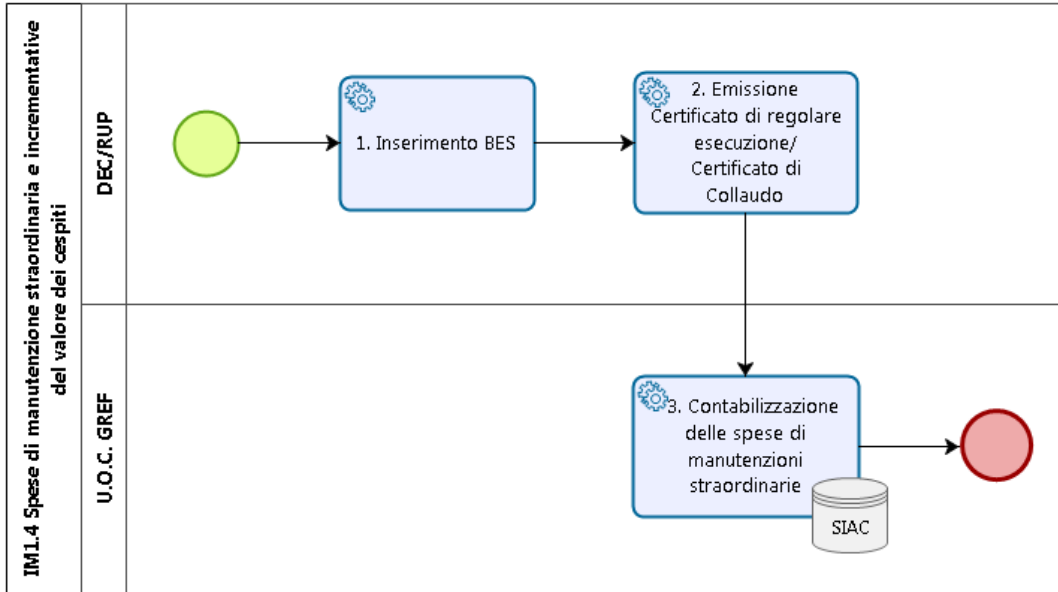 IM1.4 Spese di manutenzione straordinaria e incrementative
del valore dei cespiti
DEC/RUP
1. Inserimento BES
2. Emissione
Certificato di regolare
esecuzione/
Certificato di
Collaudo
U.O.C. GREF
3. Contabilizzazione
delle spese di
manutenzioni
straordinarie
SIAC